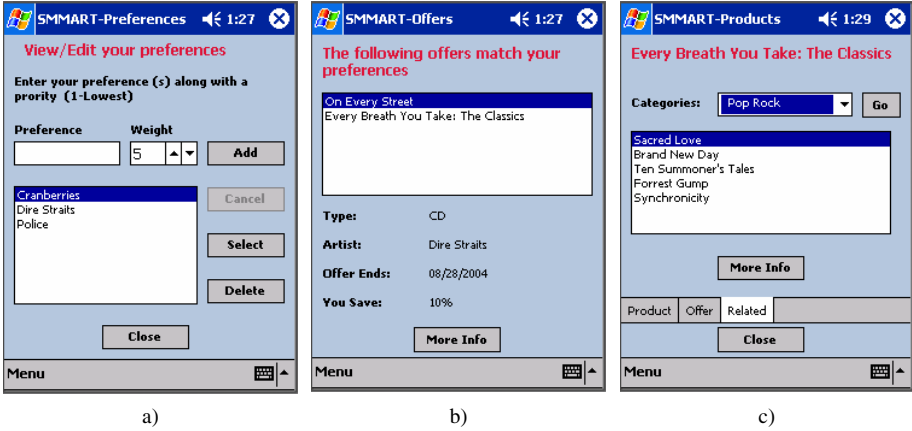 SMMART-Preferences 1:27
View/Edit your preferences
Enter your preference (s) along with a
prority (1-Lowest)
Preference Weight
5 Add
Cranberries
Dire Straits
Police
Cancel
Select
Delete
Close
Menu
a)
SMMART-Offers 1:27
The following offers match your
preferences
On Every Street
Every Breath You Take: The Classics
Type: CD
Artist: Dire Straits
Offer Ends: 08/28/2004
You Save: 10%
More Info
Menu
b)
SMMART-Products 1:29
Every Breath You Take: The Classics
Categories: Pop Rock Go
Sacred Love
Brand New Day
Ten Summoner's Tales
Forrest Gump
Synchronicity
More Info
Product Offer Related
Close
Menu
c)